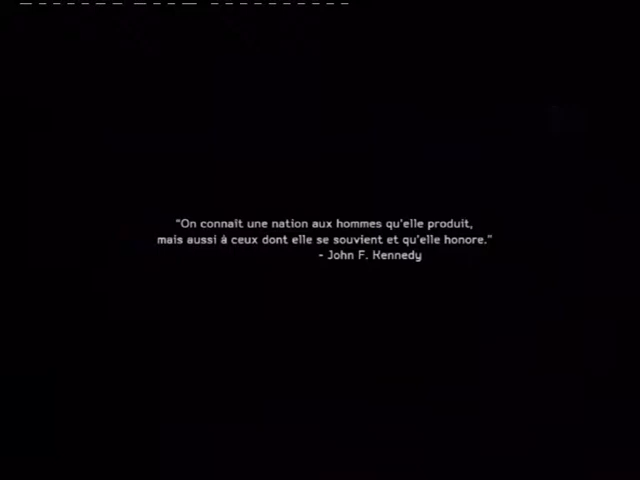 "On connaît une nation aux hommes qu'elle produit,
mais aussi à ceux dont elle se souvient et qu'elle honore."
- John F. Kennedy